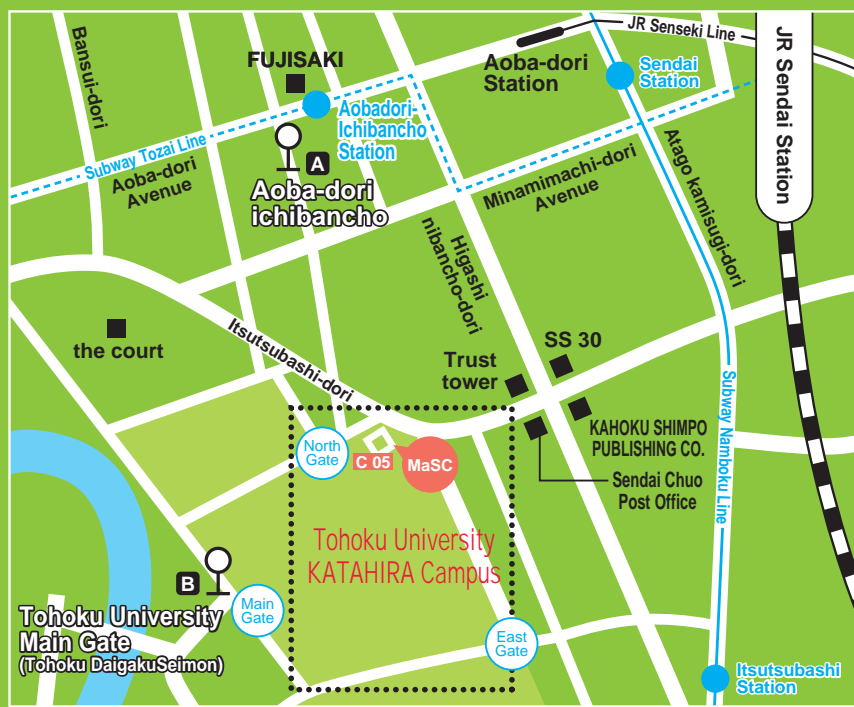 JR Senseki Line
Bansui-dori
FUJISAKI
Aoba-dori
Station
Sendai
Station
JR Sendai Station
Aobadori-
Ichibancho
Station
Subway Tozai Line
Aoba-dori
Avenue
A
Aoba-dori
ichibancho
Minamimachi-dori
Avenue
Atago kamisugi-dori
Higashi
nibancho-dori
the court
Itsutsubashi-dori
SS 30
Trust
tower
KAHOKU SHIMPO
PUBLISHING CO.
Subway Namboku Line
North
Gate
C 05
MaSC
Sendai Chuo
Post Office
Tohoku University
KATAHIRA Campus
B
Main
Gate
Tohoku University
Main Gate
(Tohoku DaigakuSeimon)
East
Gate
Itsutsubashi
Station